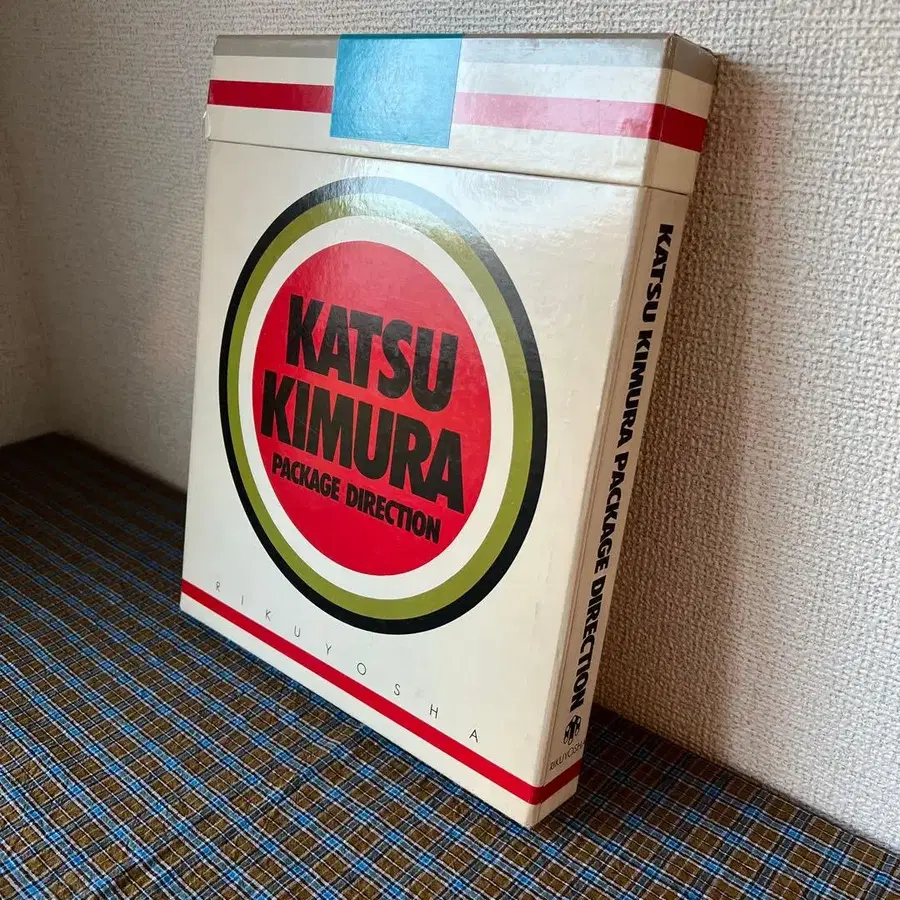 KATSU
KIMURA
PACKAGE DIRECTION
RIKUYOSHA
KATSU KIMURA PACKAGE DIRECTION
RIKUYOSHA